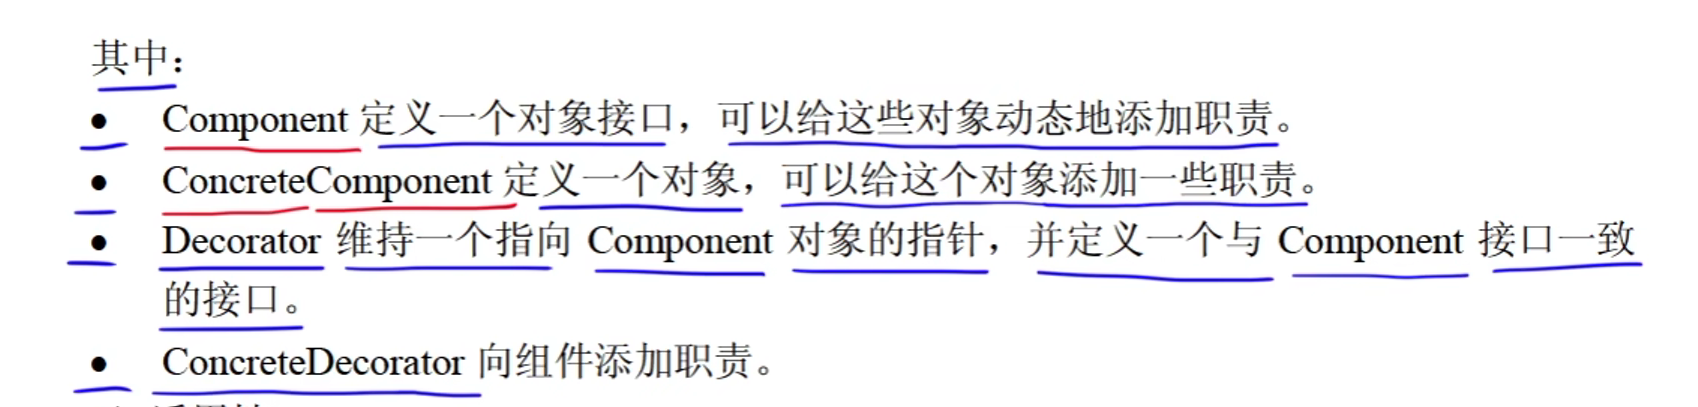 其中：
● Component 定义一个对象接口，可以给这些对象动态地添加职责。
● ConcreteComponent 定义一个对象，可以给这个对象添加一些职责。
● Decorator 维持一个指向 Component 对象的指针，并定义一个与 Component 接口一致
的接口。
● ConcreteDecorator 向组件添加职责。